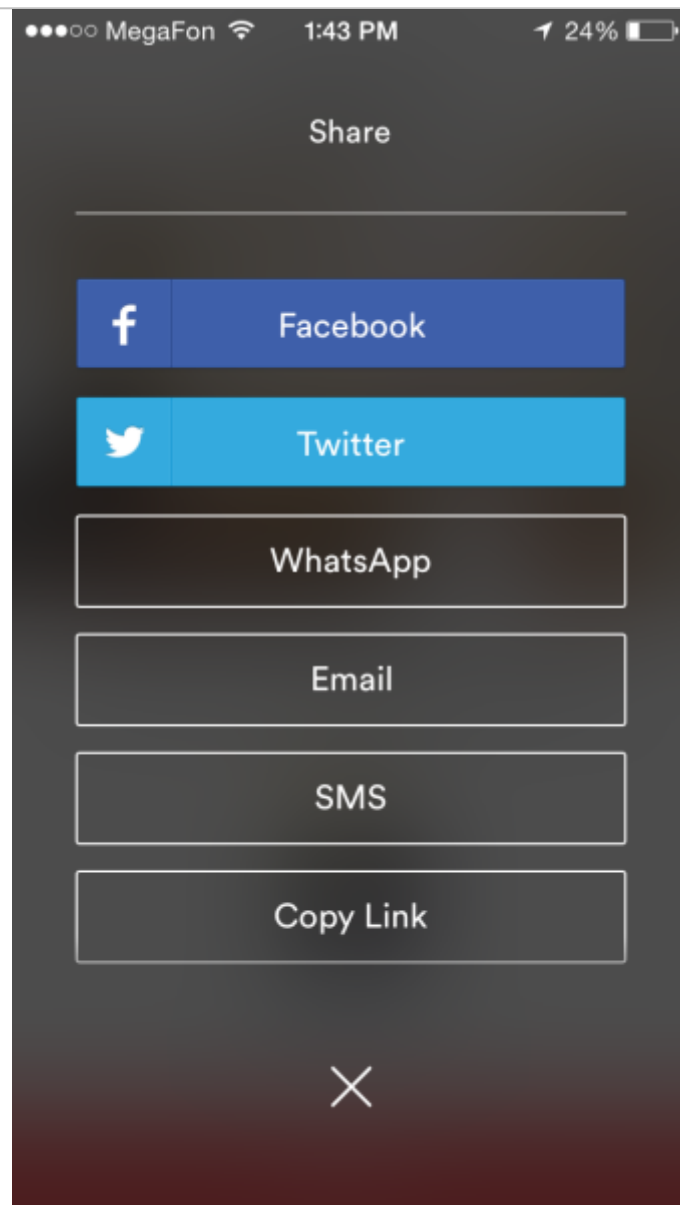 MegaFon 1:43 PM 24%
Share
Facebook
Twitter
WhatsApp
Email
SMS
Copy Link